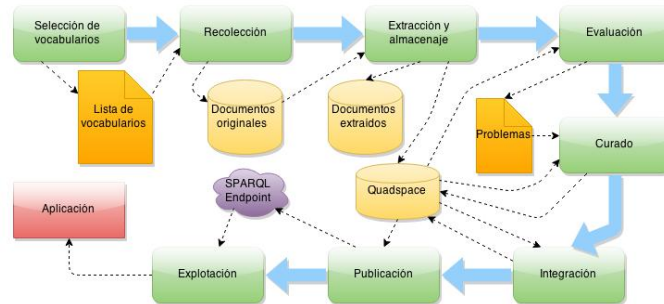 Selección de
vocabularios
Recolección
Extracción y
almacenaje
Evaluación
Lista de
vocabularios
Documentos
originales
Documentos
extraidos
Problemas
Curado
SPARQL
Endpoint
Quadspace
Aplicación
Explotación
Publicación
Integración